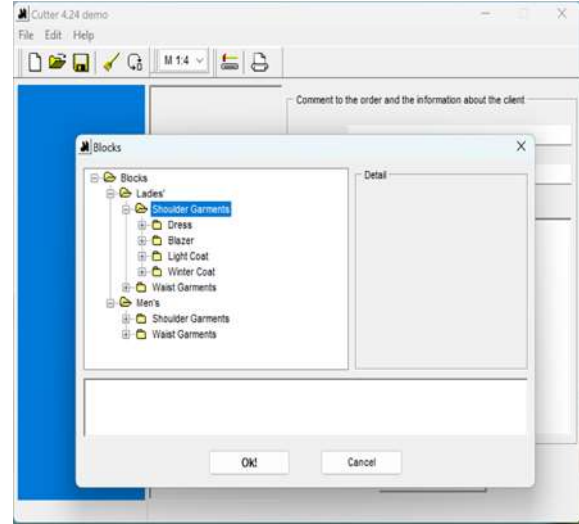 Cutter 4.24 demo
File Edit Help
M 1:4
Comment to the order and the information about the client
Blocks
Blocks
Detail
Ladies'
Shoulder Garments
Dress
Blazer
Light Coat
Winter Coat
Waist Garments
Men's
Shoulder Garments
Waist Garments
Ok!
Cancel